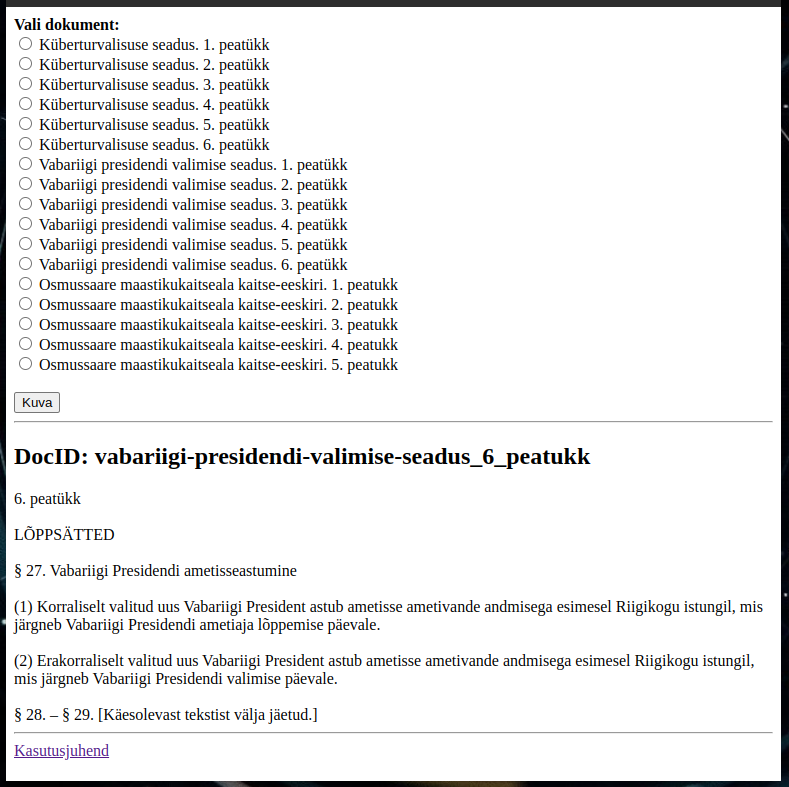 Vali dokument:
Küberturvalisuse seadus. 1. peatükk
Küberturvalisuse seadus. 2. peatükk
Küberturvalisuse seadus. 3. peatükk
Küberturvalisuse seadus. 4. peatükk
Küberturvalisuse seadus. 5. peatükk
Küberturvalisuse seadus. 6. peatükk
Vabariigi presidendi valimise seadus. 1. peatükk
Vabariigi presidendi valimise seadus. 2. peatükk
Vabariigi presidendi valimise seadus. 3. peatükk
Vabariigi presidendi valimise seadus. 4. peatükk
Vabariigi presidendi valimise seadus. 5. peatükk
Vabariigi presidendi valimise seadus. 6. peatükk
Osmussaare maastikukaitseala kaitse-eeskiri. 1. peatukk
Osmussaare maastikukaitseala kaitse-eeskiri. 2. peatukk
Osmussaare maastikukaitseala kaitse-eeskiri. 3. peatukk
Osmussaare maastikukaitseala kaitse-eeskiri. 4. peatukk
Osmussaare maastikukaitseala kaitse-eeskiri. 5. peatukk
Kuva
DocID: vabariigi-presidendi-valimise-seadus_6_peatukk
6. peatükk
LÕPPSÄTTED
§ 27. Vabariigi Presidendi ametisseastumine
(1) Korraliselt valitud uus Vabariigi President astub ametisse ametivande andmisega esimesel Riigikogu istungil, mis
järgneb Vabariigi Presidendi ametiaja lõppemise päevale.
(2) Erakorraliselt valitud uus Vabariigi President astub ametisse ametivande andmisega esimesel Riigikogu istungil,
mis järgneb Vabariigi Presidendi valimise päevale.
§ 28. – § 29. [Käesolevast tekstist välja jäetud.]
Kasutusjuhend